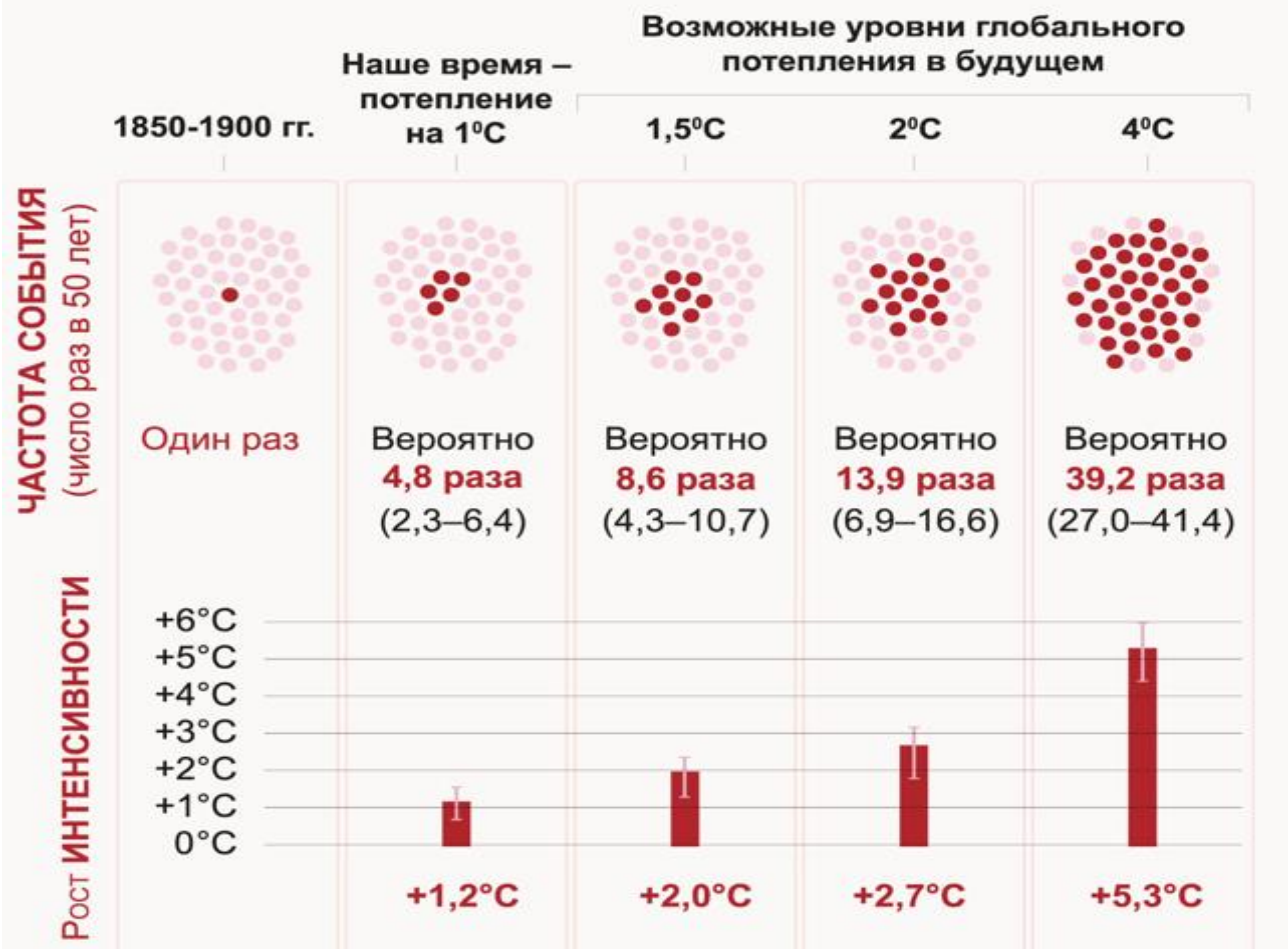 Возможные уровни глобального
потепления в будущем
Наше время –
потепление
на 1⁰С
1850-1900 гг.
1,5⁰С
2⁰С
4⁰С
ЧАСТОТА СОБЫТИЯ
(число раз в 50 лет)
Один раз
Вероятно
4,8 раза
(2,3–6,4)
Вероятно
8,6 раза
(4,3–10,7)
Вероятно
13,9 раза
(6,9–16,6)
Вероятно
39,2 раза
(27,0–41,4)
Рост ИНТЕНСИВНОСТИ
+6°C
+5°C
+4°C
+3°C
+2°C
+1°C
0°C
+1,2°C
+2,0°C
+2,7°C
+5,3°C